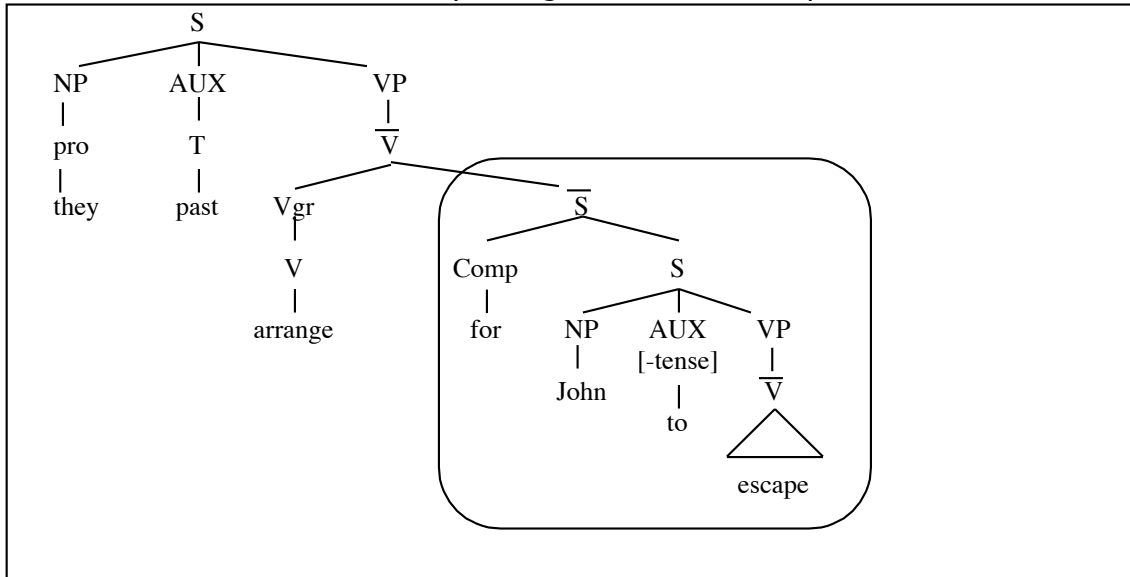 S
NP AUX VP
pro T V̅
they past Vgr S̅
V Comp S
arrange for NP AUX VP
[-tense]
John V̅
to
escape